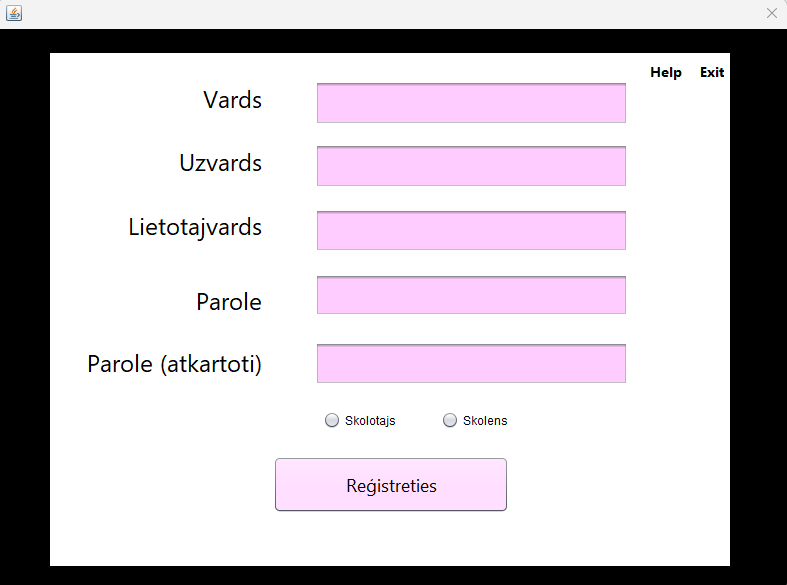 Help Exit
Vards
Uzvards
Lietotajvards
Parole
Parole (atkartoti)
Skolotajs Skolens
Reģistreties